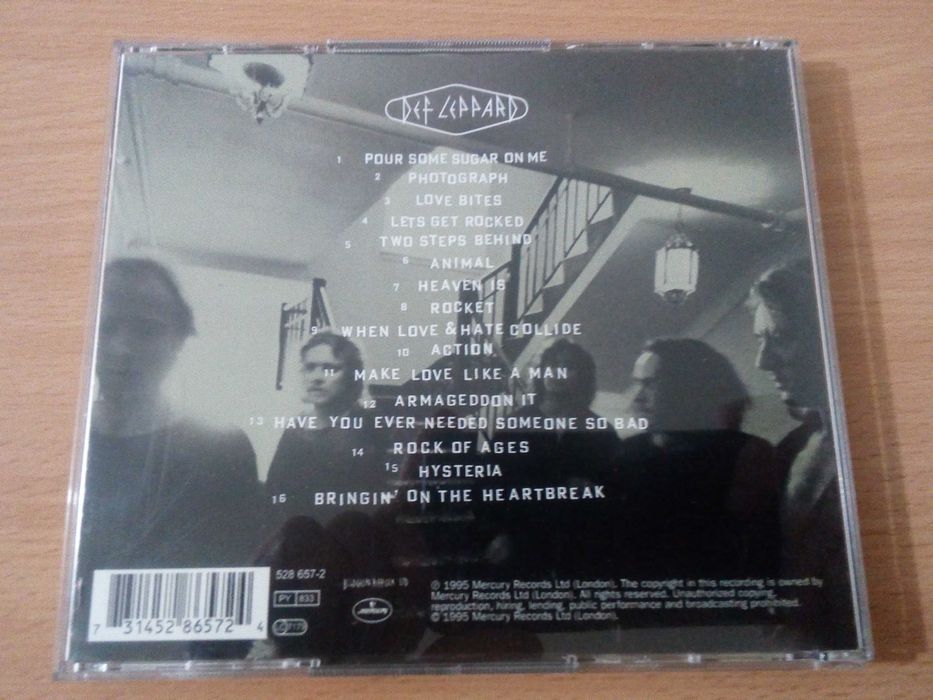 DEF LEPPARD
1 POUR SOME SUGAR ON ME
2 PHOTOGRAPH
3 LOVE BITES
4 LETS GET ROCKED
5 TWO STEPS BEHIND
6 ANIMAL
7 HEAVEN IS
8 ROCKET
9 WHEN LOVE & HATE COLLIDE
10 ACTION
11 MAKE LOVE LIKE A MAN
12 ARMAGEDDON IT
13 HAVE YOU EVER NEEDED SOMEONE SO BAD
14 ROCK OF AGES
15 HYSTERIA
16 BRINGIN' ON THE HEARTBREAK
528 657-2
PY 833
7 31452 86572 4
℗ 1995 Mercury Records Ltd (London). The copyright in this recording is owned by
Mercury Records Ltd (London). All rights reserved. Unauthorized copying,
reproduction, hiring, lending, public performance and broadcasting prohibited.
© 1995 Mercury Records Ltd (London).